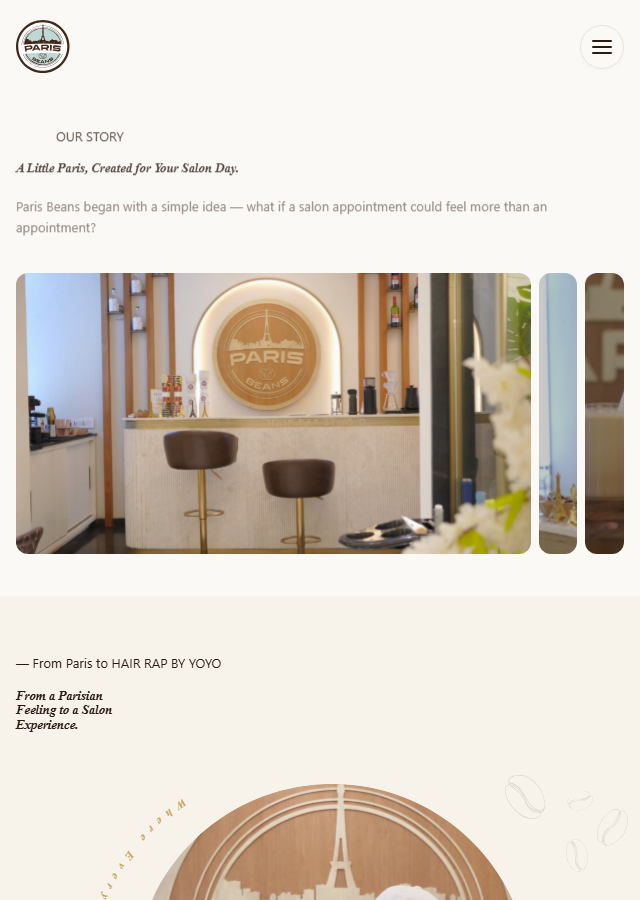 PARIS
BEANS
OUR STORY
A Little Paris, Created for Your Salon Day.
Paris Beans began with a simple idea — what if a salon appointment could feel more than an
appointment?
PARIS
BEANS
— From Paris to HAIR RAP BY YOYO
From a Parisian
Feeling to a Salon
Experience.
Where Every